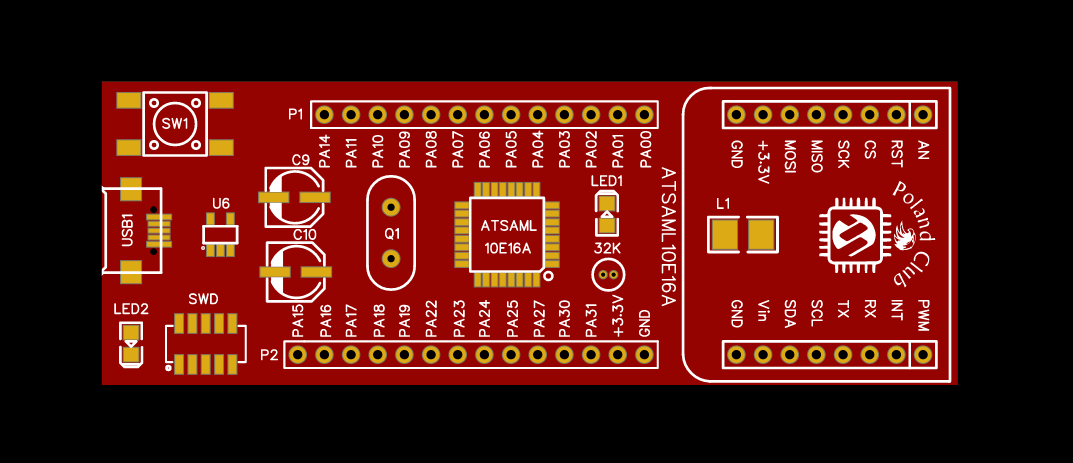 SW1
P1
PA14
PA11
PA10
PA09
PA08
PA07
PA06
PA05
PA04
PA03
PA02
PA01
PA00
GND
+3.3V
MOSI
MISO
SCK
CS
RST
AN
C9
U6
USB1
C10
Q1
ATSAML
10E16A
LED1
32K
ATSAML10E16A
L1
Poland Club
SWD
LED2
P2
PA15
PA16
PA17
PA18
PA19
PA22
PA23
PA24
PA25
PA27
PA30
PA31
+3.3V
GND
GND
Vin
SDA
SCL
TX
RX
INT
PWM